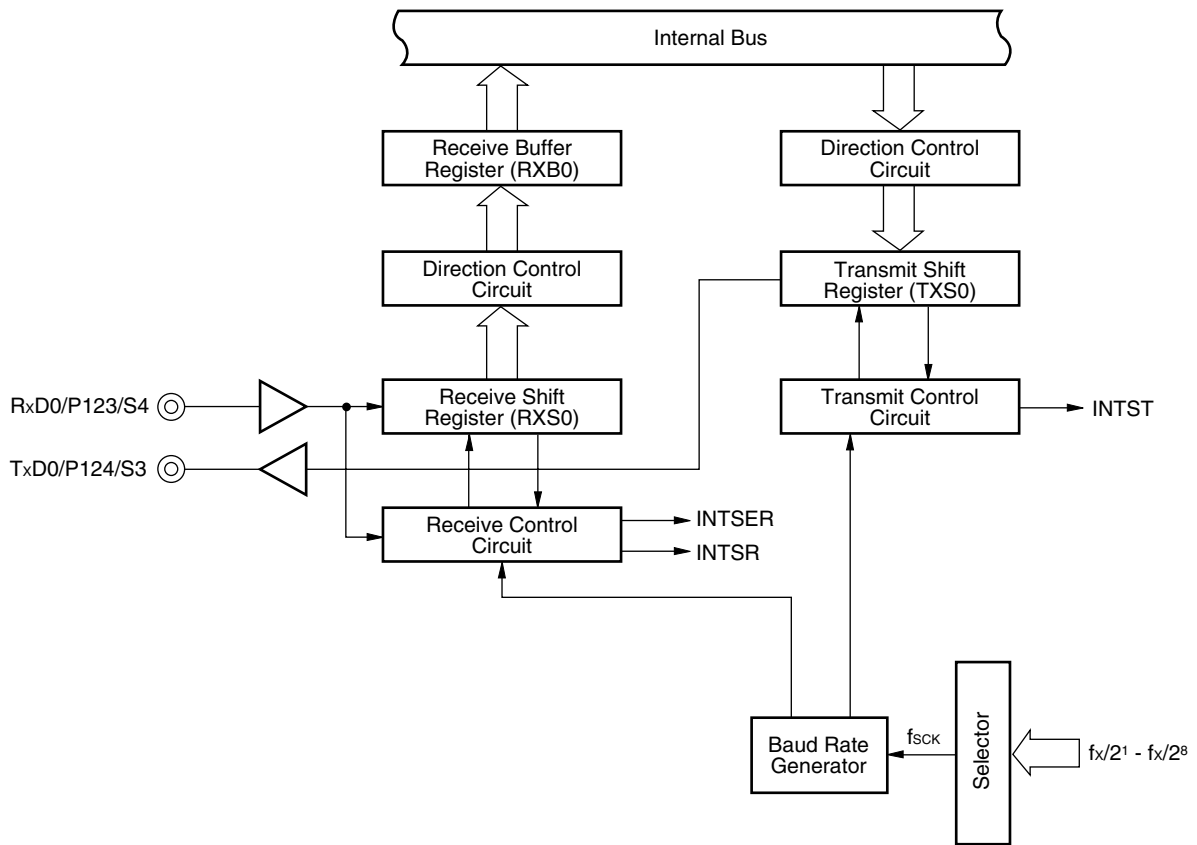 Internal Bus
Receive Buffer
Register (RXB0)
Direction Control
Circuit
Direction Control
Circuit
Transmit Shift
Register (TXS0)
RxD0/P123/S4
Receive Shift
Register (RXS0)
Transmit Control
Circuit
INTST
TxD0/P124/S3
Receive Control
Circuit
INTSER
INTSR
Baud Rate
Generator
fSCK
Selector
fX/2¹ - fX/2⁸